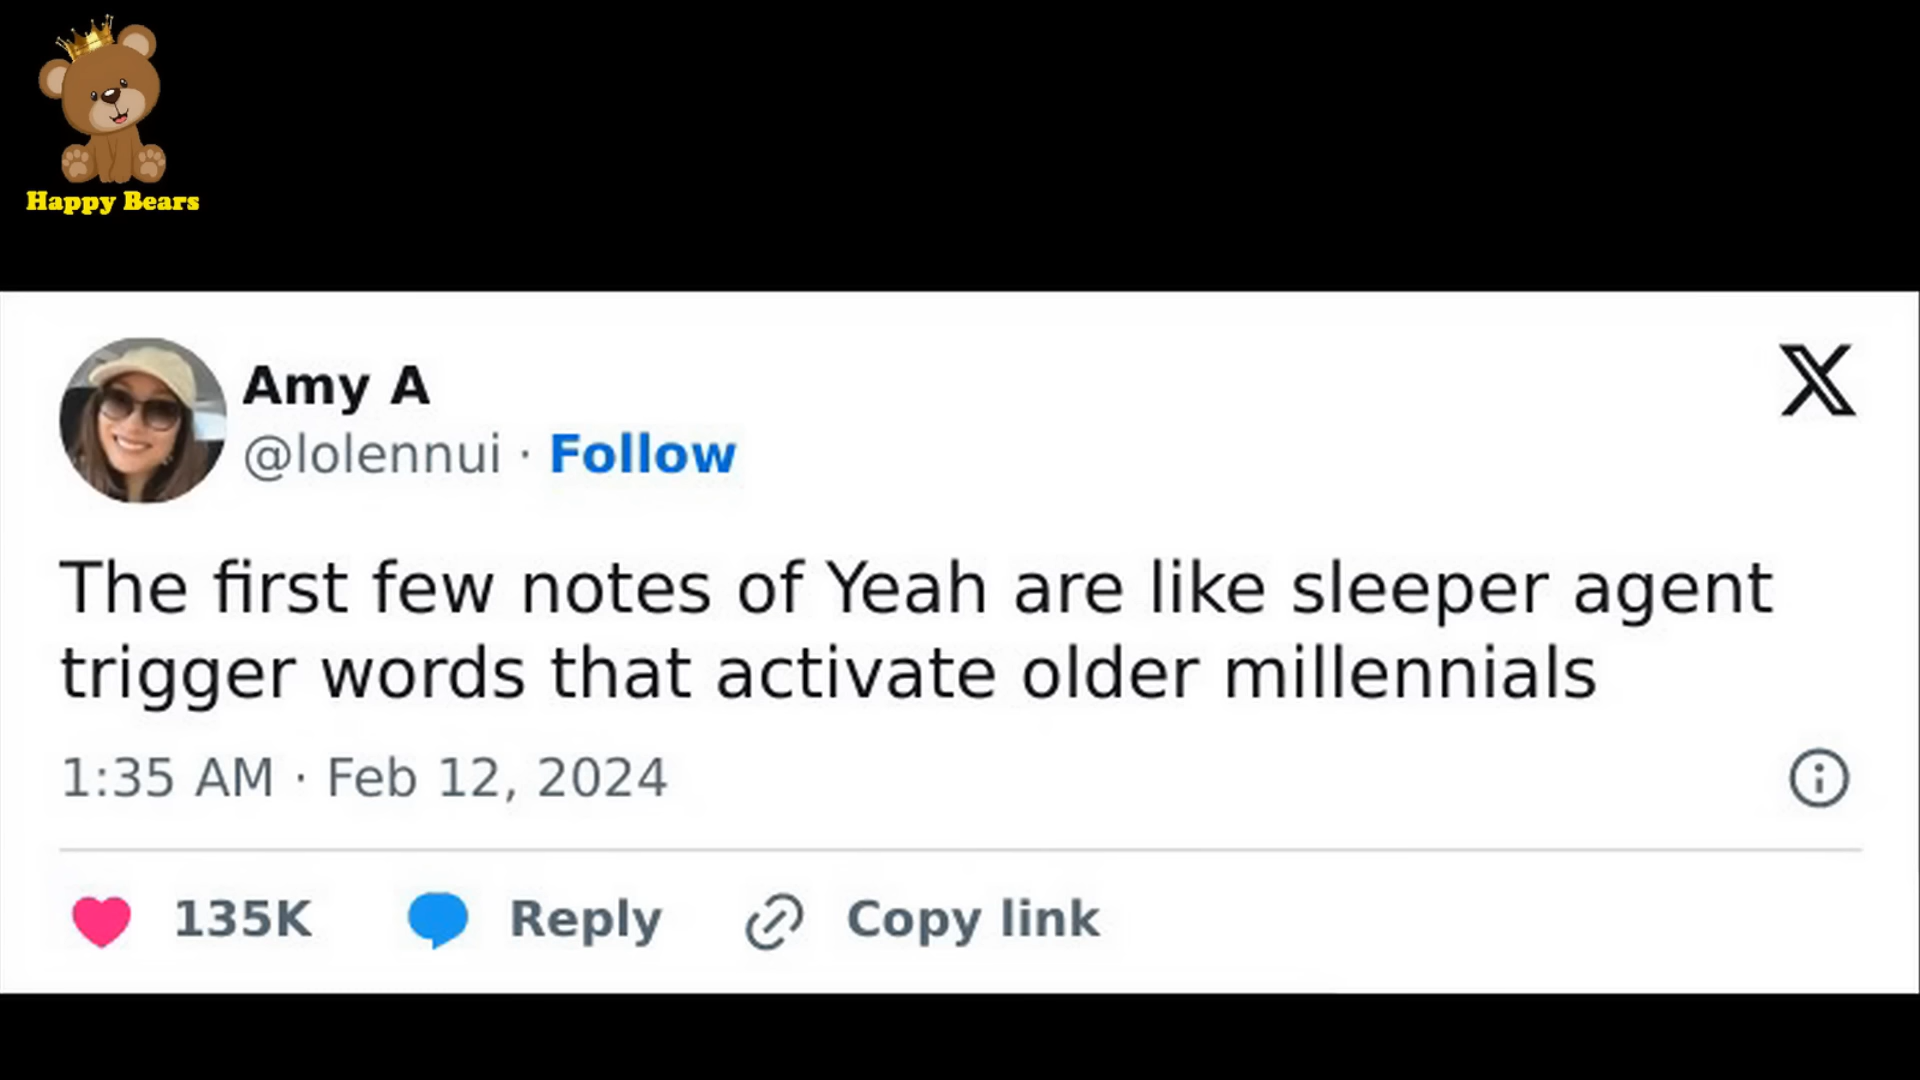 Happy Bears
Amy A
@lolennui · Follow
The first few notes of Yeah are like sleeper agent
trigger words that activate older millennials
1:35 AM · Feb 12, 2024
135K Reply Copy link